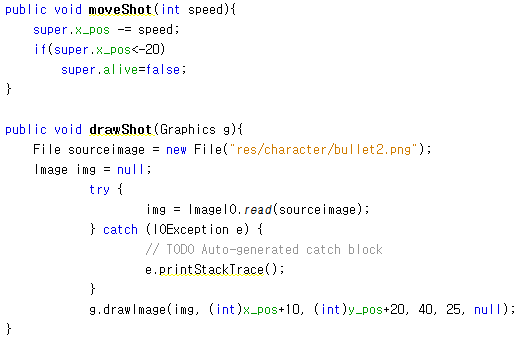 public void moveShot(int speed){
    super.x_pos -= speed;
    if(super.x_pos<-20)
        super.alive=false;
}
public void drawShot(Graphics g){
    File sourceimage = new File("res/character/bullet2.png");
    Image img = null;
            try {
                    img = ImageIO.read(sourceimage);
            } catch (IOException e) {
                    // TODO Auto-generated catch block
                    e.printStackTrace();
            }
            g.drawImage(img, (int)x_pos+10, (int)y_pos+20, 40, 25, null);
}